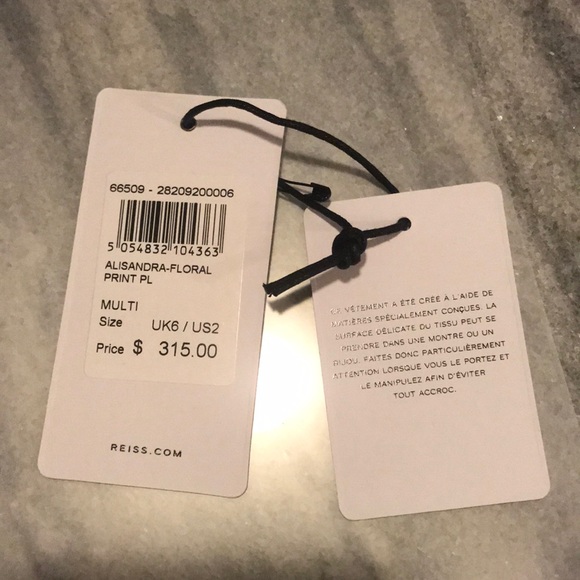 66509 - 28209200006
5 054832 104363
ALISANDRA-FLORAL
PRINT PL
MULTI
Size UK6 / US2
Price $ 315.00
REISS.COM
CE VÊTEMENT A ÉTÉ CRÉE À L'AIDE DE
MATIÈRES SPÉCIALEMENT CONÇUES. LA
SURFACE DÉLICATE DU TISSU PEUT SE
PRENDRE DANS UNE MONTRE OU UN
BIJOU. FAITES DONC PARTICULIÈREMENT
ATTENTION LORSQUE VOUS LE PORTEZ ET
LE MANIPULEZ AFIN D'ÉVITER
TOUT ACCROC.